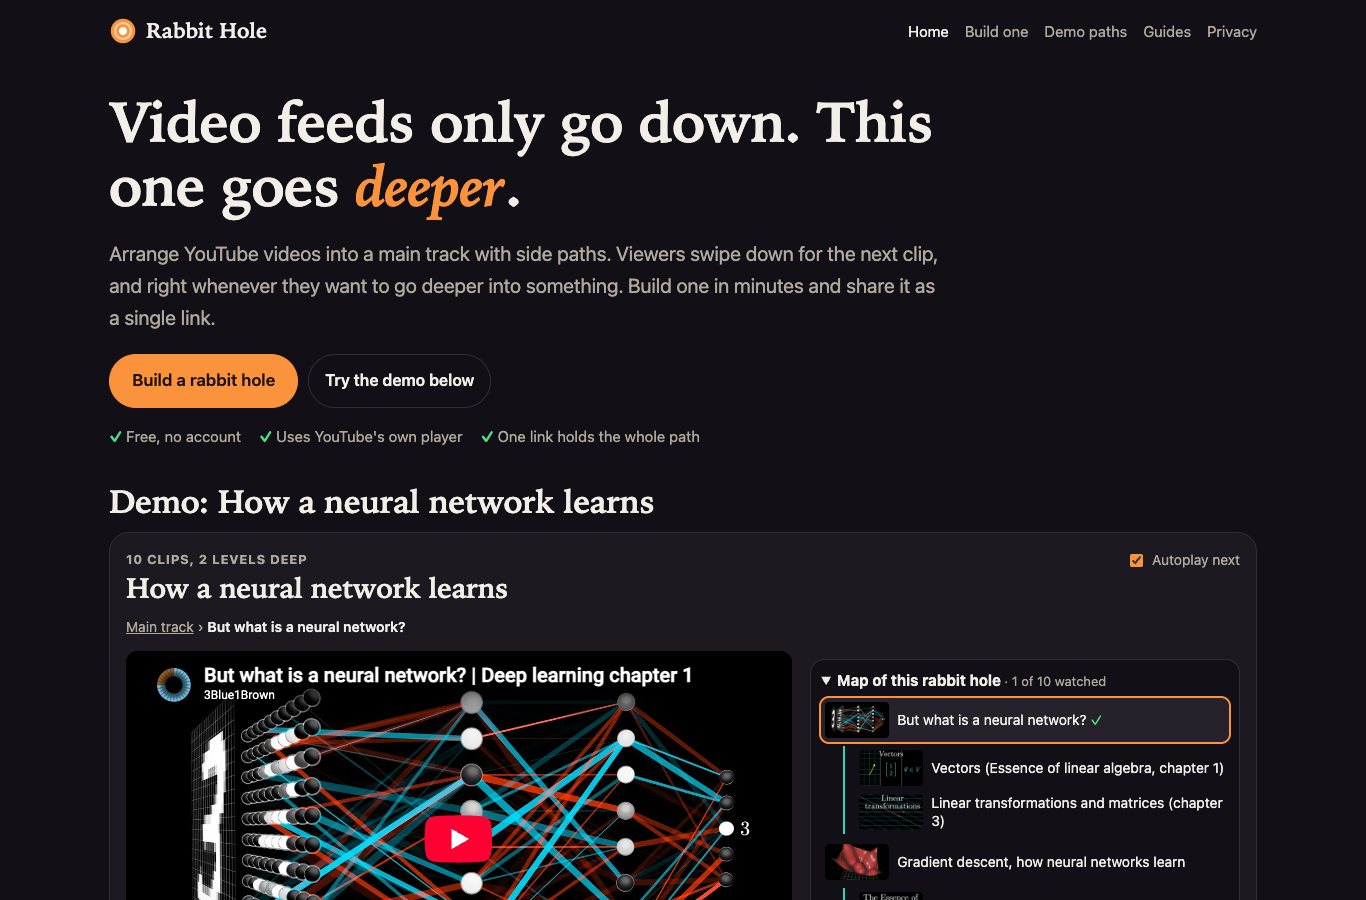 Rabbit Hole
Home Build one Demo paths Guides Privacy
Video feeds only go down. This
one goes deeper.
Arrange YouTube videos into a main track with side paths. Viewers swipe down for the next clip,
and right whenever they want to go deeper into something. Build one in minutes and share it as
a single link.
Build a rabbit hole Try the demo below
✓ Free, no account ✓ Uses YouTube's own player ✓ One link holds the whole path
Demo: How a neural network learns
10 CLIPS, 2 LEVELS DEEP
Autoplay next
How a neural network learns
Main track › But what is a neural network?
But what is a neural network? | Deep learning chapter 1
3Blue1Brown
3
▼ Map of this rabbit hole · 1 of 10 watched
But what is a neural network? ✓
Vectors
Vectors (Essence of linear algebra, chapter 1)
Linear
transformations
Linear transformations and matrices (chapter
3)
Gradient descent, how neural networks learn
The Essence of